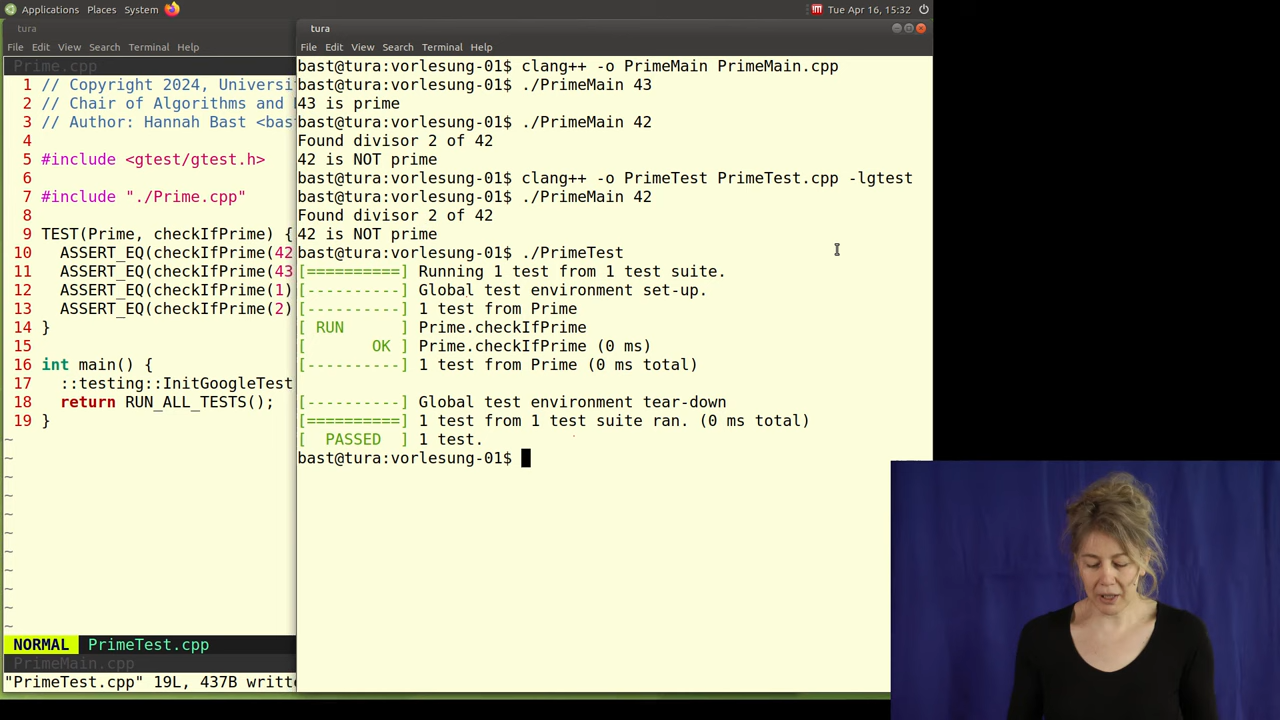 Applications Places System
Tue Apr 16, 15:32
tura
File Edit View Search Terminal Help
Prime.cpp
1 // Copyright 2024, Universi
2 // Chair of Algorithms and
3 // Author: Hannah Bast <bas
4
5 #include <gtest/gtest.h>
6
7 #include "./Prime.cpp"
8
9 TEST(Prime, checkIfPrime) {
10 ASSERT_EQ(checkIfPrime(42
11 ASSERT_EQ(checkIfPrime(43
12 ASSERT_EQ(checkIfPrime(1)
13 ASSERT_EQ(checkIfPrime(2)
14 }
15
16 int main() {
17 ::testing::InitGoogleTest
18 return RUN_ALL_TESTS();
19 }
~
~
~
~
~
~
~
~
~
~
~
NORMAL PrimeTest.cpp
PrimeMain.cpp
"PrimeTest.cpp" 19L, 437B writt
tura
File Edit View Search Terminal Help
bast@tura:vorlesung-01$ clang++ -o PrimeMain PrimeMain.cpp
bast@tura:vorlesung-01$ ./PrimeMain 43
43 is prime
bast@tura:vorlesung-01$ ./PrimeMain 42
Found divisor 2 of 42
42 is NOT prime
bast@tura:vorlesung-01$ clang++ -o PrimeTest PrimeTest.cpp -lgtest
bast@tura:vorlesung-01$ ./PrimeMain 42
Found divisor 2 of 42
42 is NOT prime
bast@tura:vorlesung-01$ ./PrimeTest
[==========] Running 1 test from 1 test suite.
[----------] Global test environment set-up.
[----------] 1 test from Prime
[ RUN      ] Prime.checkIfPrime
[       OK ] Prime.checkIfPrime (0 ms)
[----------] 1 test from Prime (0 ms total)
[----------] Global test environment tear-down
[==========] 1 test from 1 test suite ran. (0 ms total)
[  PASSED  ] 1 test.
bast@tura:vorlesung-01$